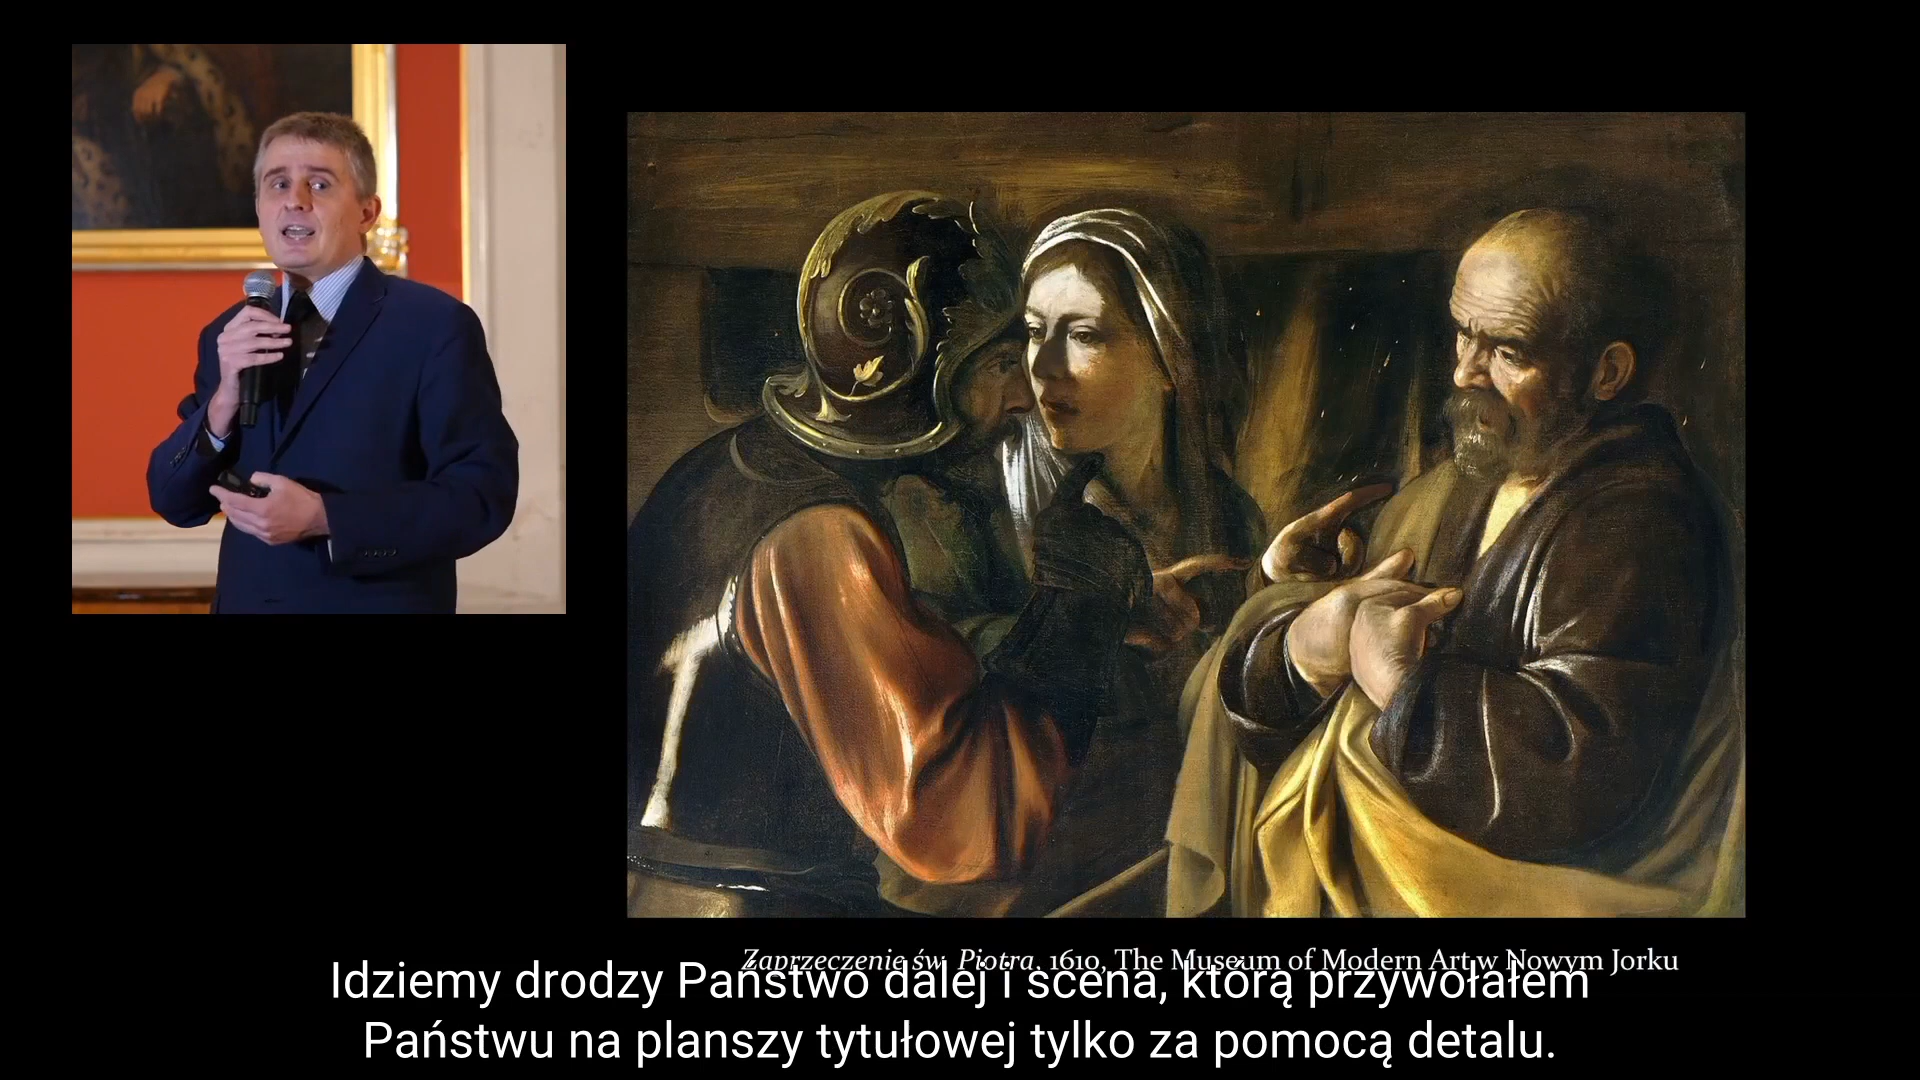 Zaprzeczenie św. Piotra, 1610, The Museum of Modern Art w Nowym Jorku
Idziemy drodzy Państwo dalej i scena, którą przywołałem
Państwu na planszy tytułowej tylko za pomocą detalu.